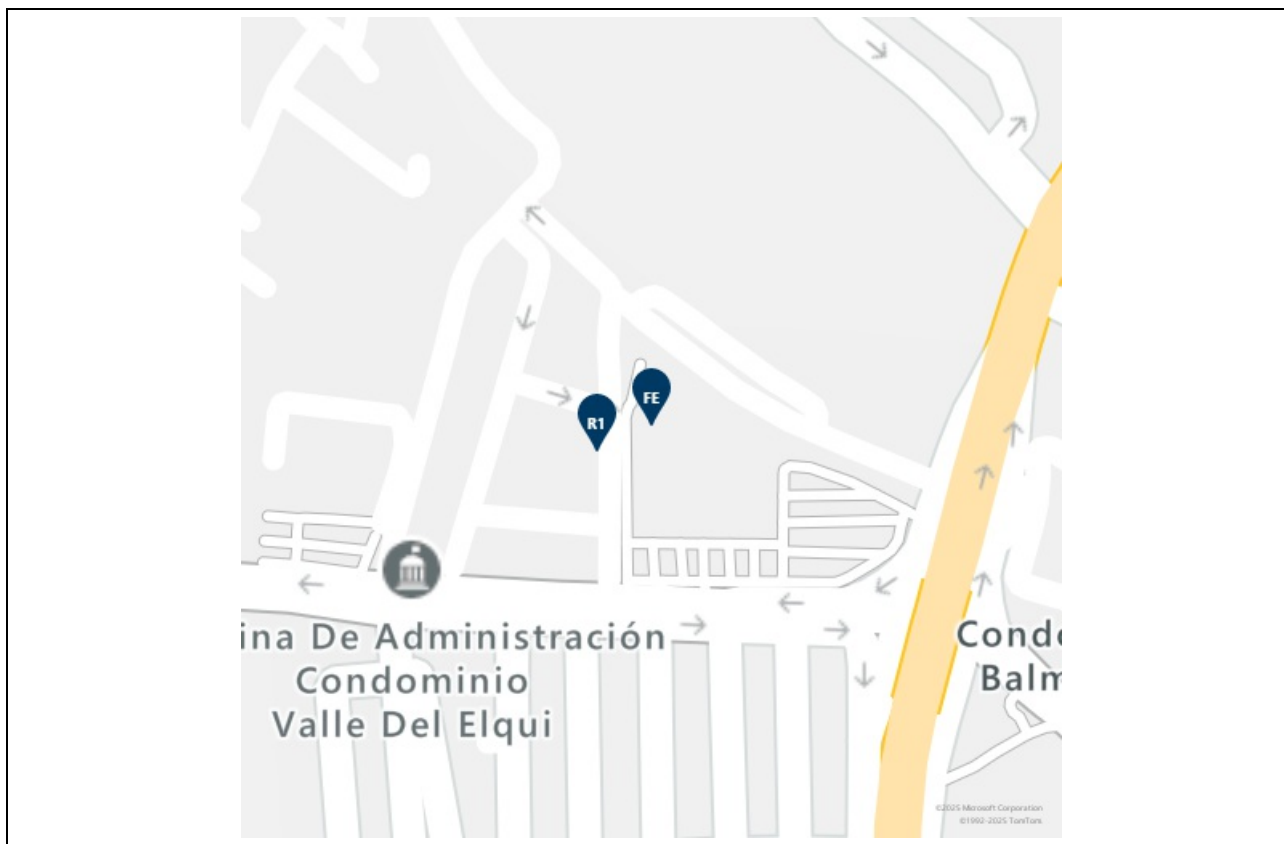 FE
R1
ina De Administración
Condominio
Valle Del Elqui
Cond
Balm
©2025 Microsoft Corporation
©1992-2025 TomTom